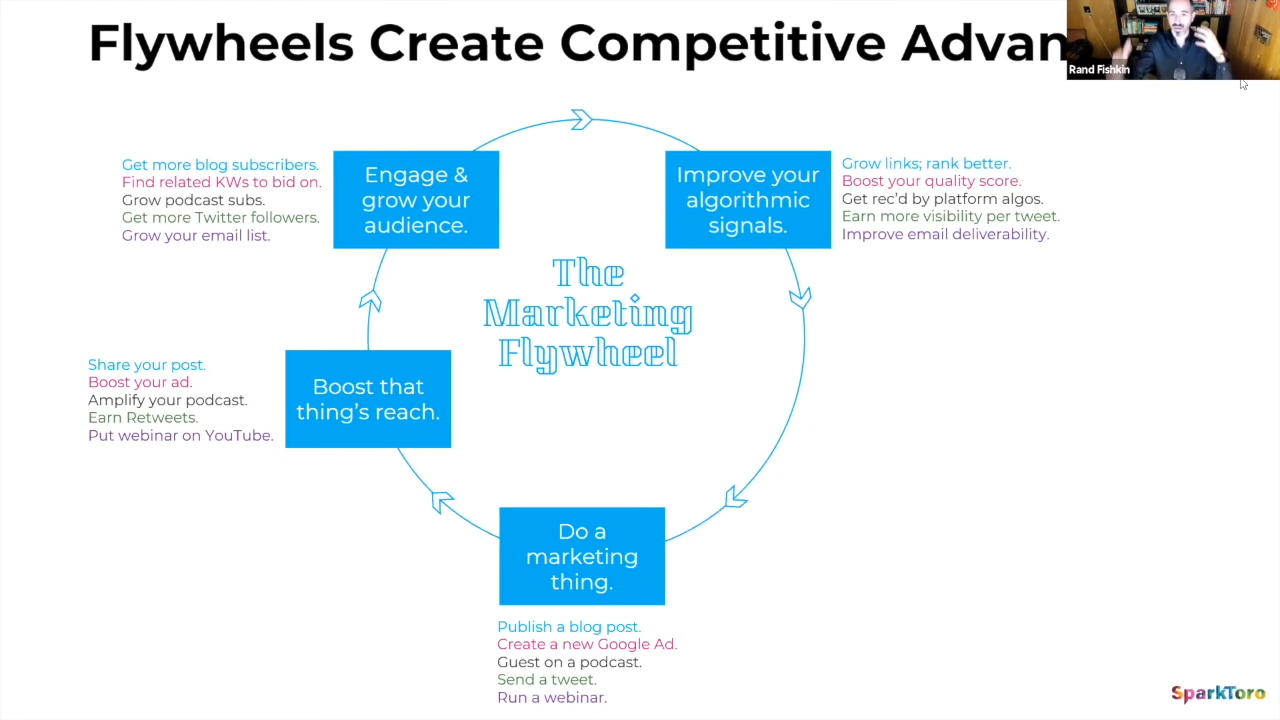 Flywheels Create Competitive Advan
Rand Fishkin
Get more blog subscribers.
Find related KWs to bid on.
Grow podcast subs.
Get more Twitter followers.
Grow your email list.
Engage &
grow your
audience.
Improve your
algorithmic
signals.
Grow links; rank better.
Boost your quality score.
Get rec’d by platform algos.
Earn more visibility per tweet.
Improve email deliverability.
The
Marketing
Flywheel
Share your post.
Boost your ad.
Amplify your podcast.
Earn Retweets.
Put webinar on YouTube.
Boost that
thing’s reach.
Do a
marketing
thing.
Publish a blog post.
Create a new Google Ad.
Guest on a podcast.
Send a tweet.
Run a webinar.
SparkToro